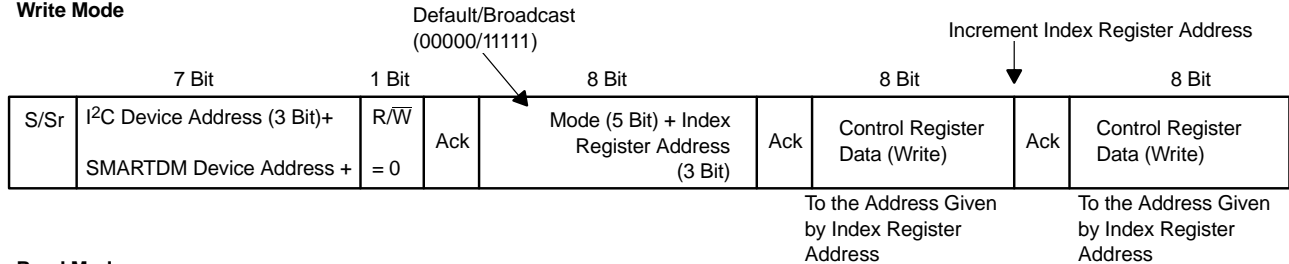 Write Mode
Default/Broadcast
(00000/11111)
Increment Index Register Address
7 Bit
1 Bit
8 Bit
8 Bit
8 Bit
S/Sr
I2C Device Address (3 Bit)+
SMARTDM Device Address +
R/W
= 0
Ack
Mode (5 Bit) + Index
Register Address
(3 Bit)
Ack
Control Register
Data (Write)
Ack
Control Register
Data (Write)
To the Address Given
by Index Register
Address
To the Address Given
by Index Register
Address